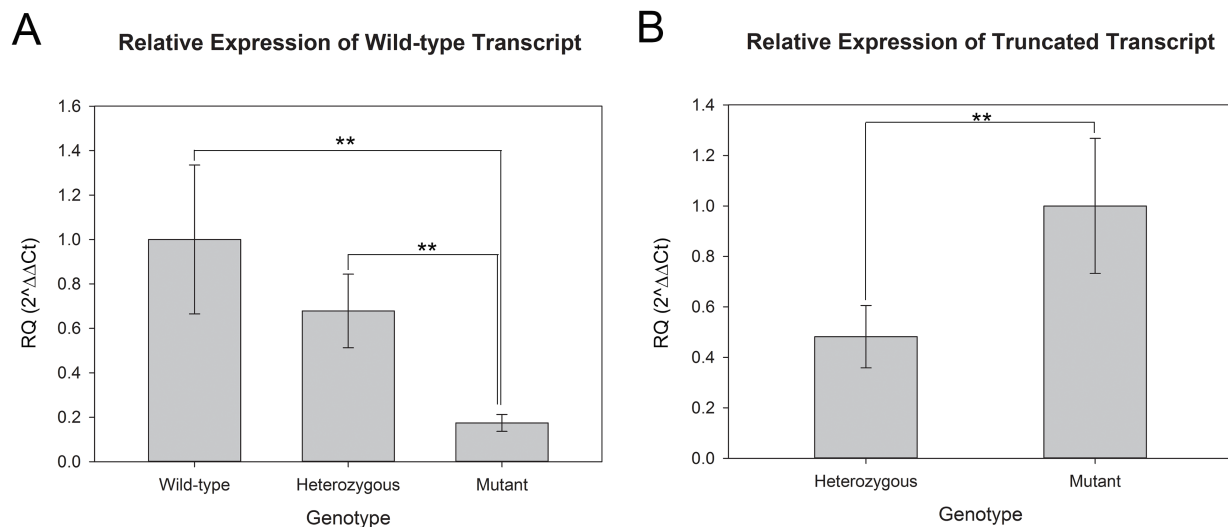 A
Relative Expression of Wild-type Transcript
1.6
1.4
1.2
1.0
0.8
0.6
0.4
0.2
0.0
RQ (2^ΔΔCt)
**
**
Wild-type
Heterozygous
Mutant
Genotype
B
Relative Expression of Truncated Transcript
1.4
1.2
1.0
0.8
0.6
0.4
0.2
0.0
RQ (2^ΔΔCt)
**
Heterozygous
Mutant
Genotype